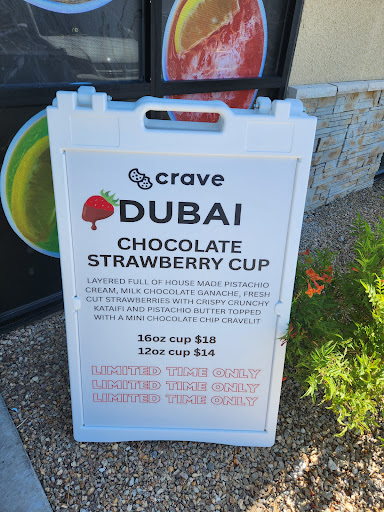 crave
DUBAI
CHOCOLATE
STRAWBERRY CUP
LAYERED FULL OF HOUSE MADE PISTACHIO
CREAM, MILK CHOCOLATE GANACHE, FRESH
CUT STRAWBERRIES WITH CRISPY CRUNCHY
KATAIFI AND PISTACHIO BUTTER TOPPED
WITH A MINI CHOCOLATE CHIP CRAVELIT
16oz cup $18
12oz cup $14
LIMITED TIME ONLY
LIMITED TIME ONLY
LIMITED TIME ONLY